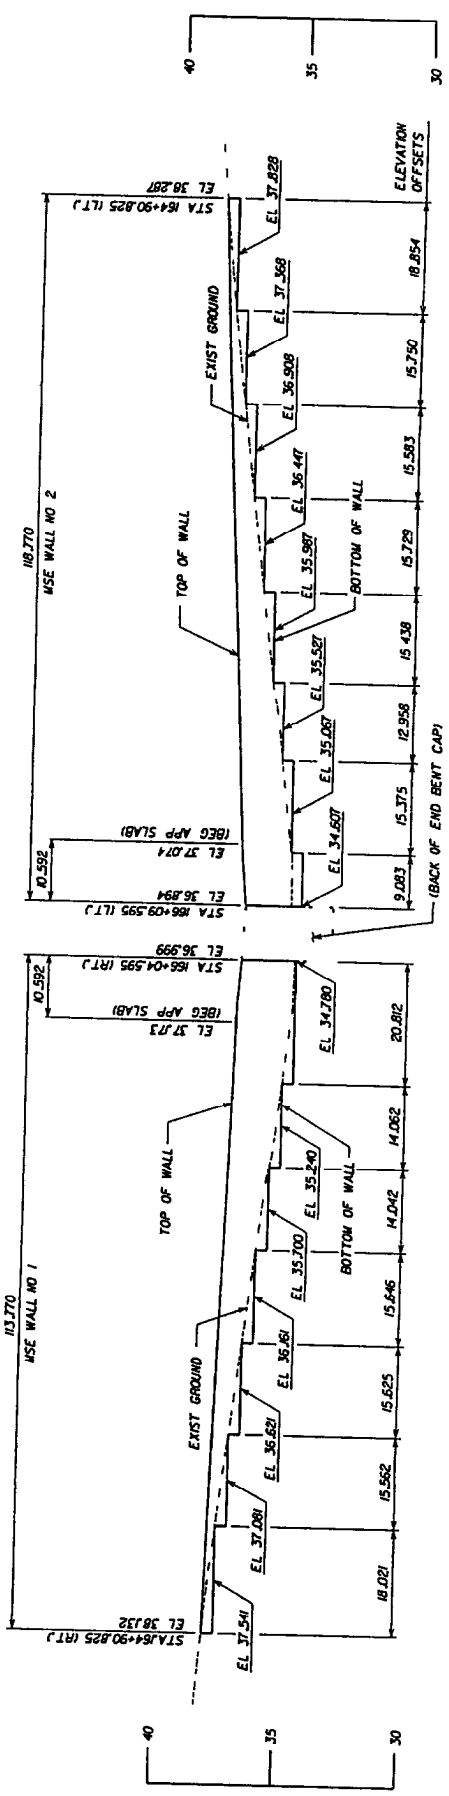 40
35
30
ELEVATION
OFFSETS
118.770
MSE WALL NO 2
STA 164+90.825 (LT.)
EL 38.287
EL 37.828
EL 37.368
EXIST GROUND
EL 36.908
EL 36.447
TOP OF WALL
EL 35.987
BOTTOM OF WALL
EL 35.527
EL 35.067
EL 34.607
18.854
15.750
15.583
15.729
15.438
12.958
15.375
9.083
10.592
EL 37.074
(BEG APP SLAB)
STA 166+09.595 (LT.)
EL 36.894
(BACK OF END BENT CAP)
113.770
MSE WALL NO 1
STA 166+04.595 (RT.)
EL 36.999
10.592
EL 37.173
(BEG APP SLAB)
EL 34.780
TOP OF WALL
EL 35.240
BOTTOM OF WALL
EL 35.700
EXIST GROUND
EL 36.161
EL 36.621
EL 37.081
EL 37.541
STA.164+90.825 (RT.)
EL 38.132
20.812
14.062
14.042
15.646
15.625
15.562
18.021
40
35
30